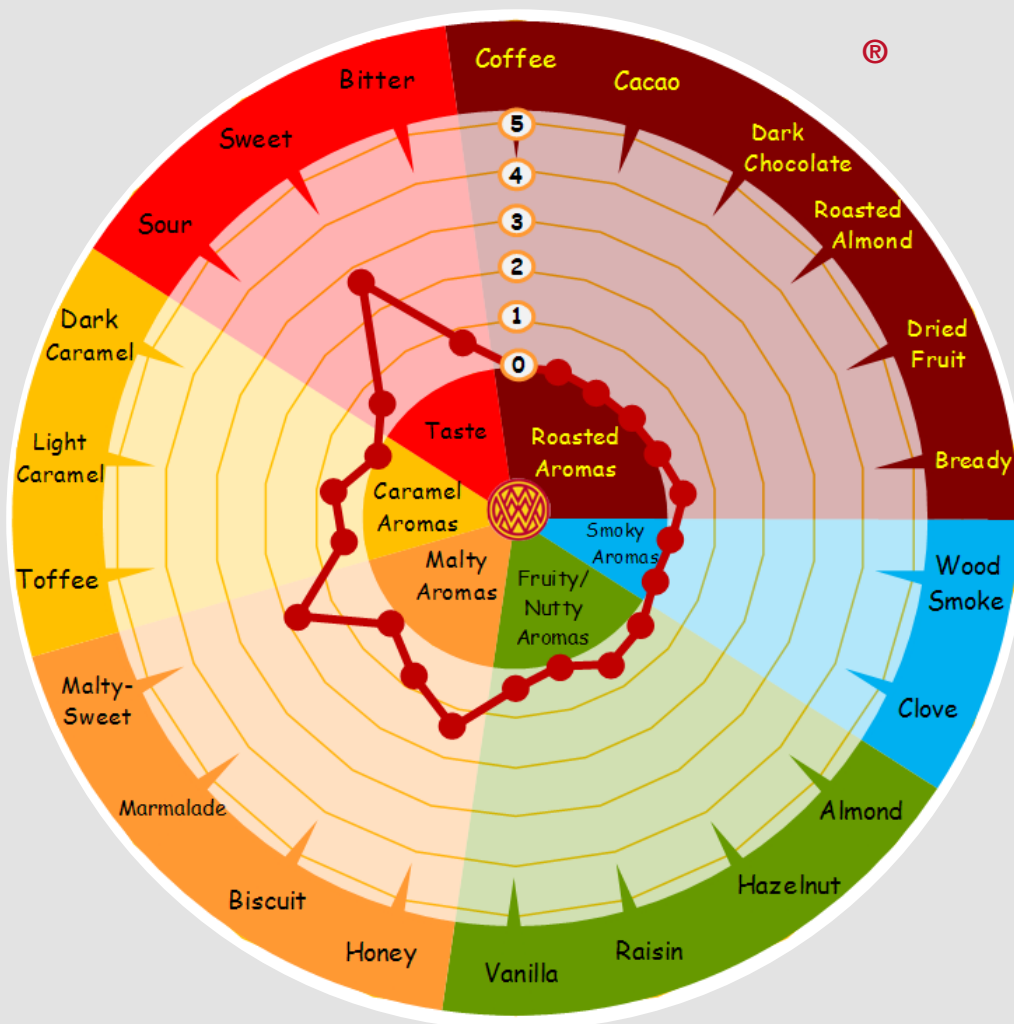 ®
Coffee
Cacao
Dark
Chocolate
Roasted
Almond
Dried
Fruit
Bready
Wood
Smoke
Clove
Almond
Hazelnut
Raisin
Vanilla
Honey
Biscuit
Marmalade
Malty-
Sweet
Toffee
Light
Caramel
Dark
Caramel
Sour
Sweet
Bitter
5
4
3
2
1
0
Taste
Roasted
Aromas
Smoky
Aromas
Fruity/
Nutty
Aromas
Malty
Aromas
Caramel
Aromas